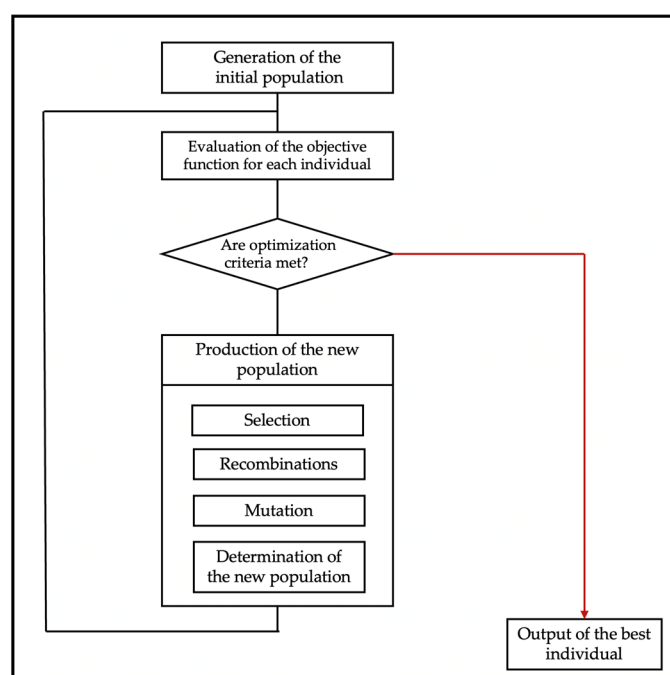 Generation of the
initial population
Evaluation of the objective
function for each individual
Are optimization
criteria met?
Production of the new
population
Selection
Recombinations
Mutation
Determination of
the new population
Output of the best
individual